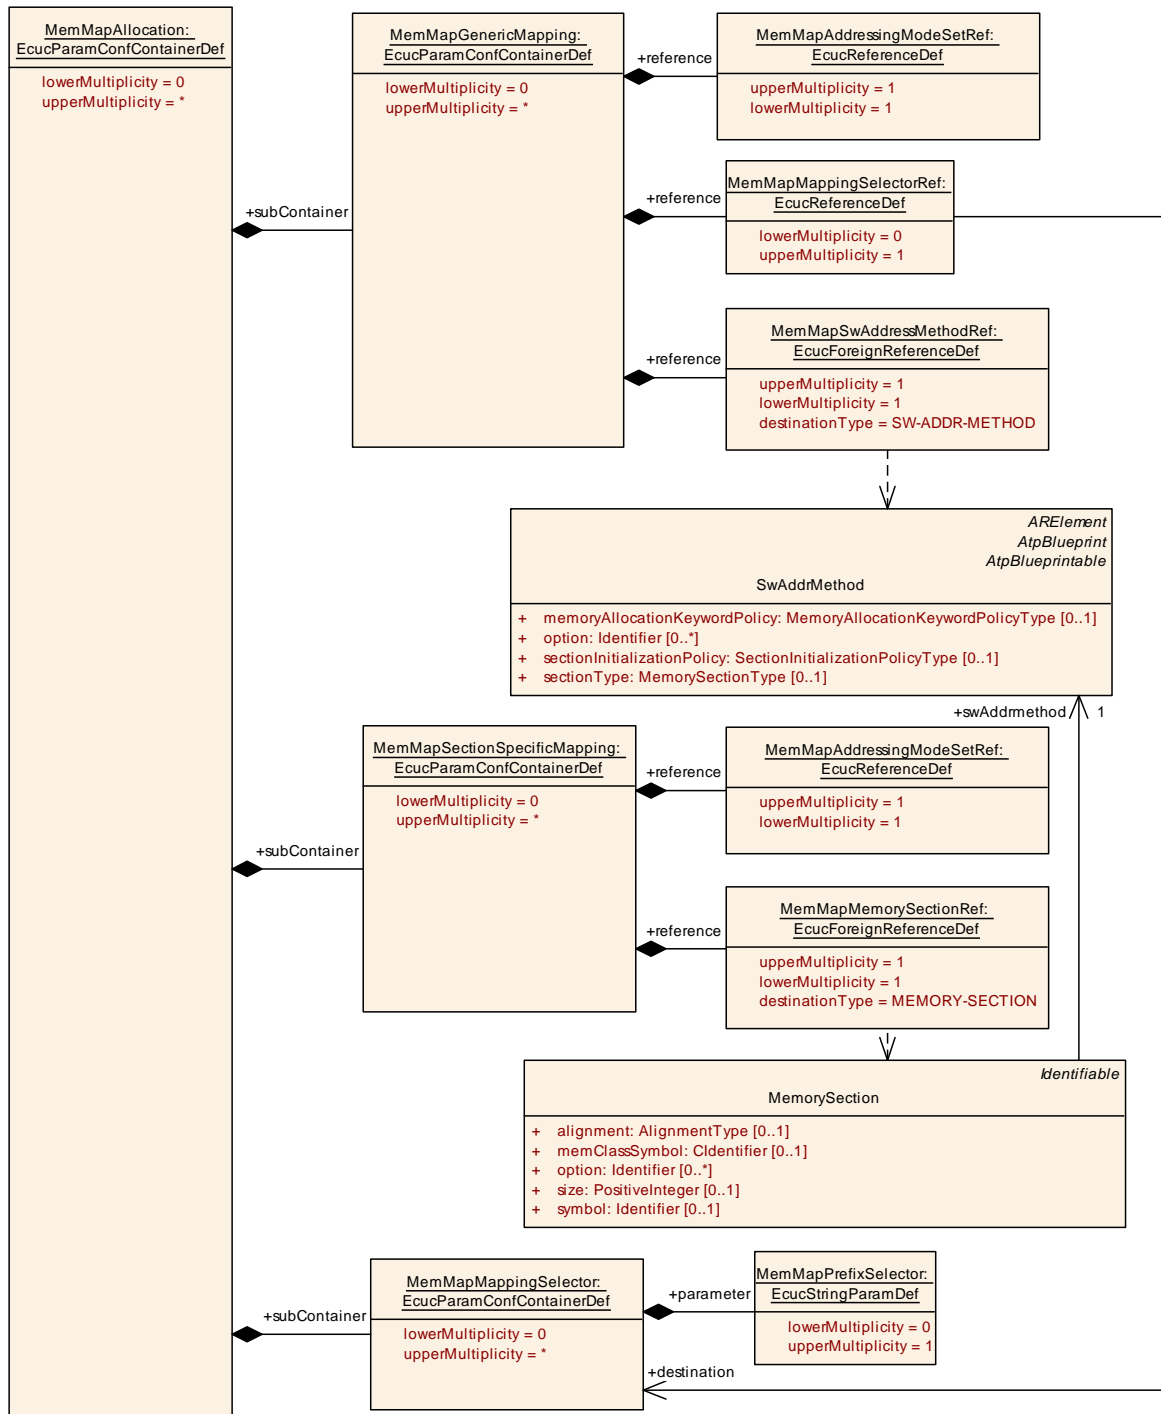 MemMapAllocation:
EcucParamConfContainerDef
lowerMultiplicity = 0
upperMultiplicity = *
+subContainer
MemMapGenericMapping:
EcucParamConfContainerDef
lowerMultiplicity = 0
upperMultiplicity = *
+reference
MemMapAddressingModeSetRef:
EcucReferenceDef
upperMultiplicity = 1
lowerMultiplicity = 1
+reference
MemMapMappingSelectorRef:
EcucReferenceDef
lowerMultiplicity = 0
upperMultiplicity = 1
+reference
MemMapSwAddressMethodRef:
EcucForeignReferenceDef
upperMultiplicity = 1
lowerMultiplicity = 1
destinationType = SW-ADDR-METHOD
ARElement
AtpBlueprint
AtpBlueprintable
SwAddrMethod
+ memoryAllocationKeywordPolicy: MemoryAllocationKeywordPolicyType [0..1]
+ option: Identifier [0..*]
+ sectionInitializationPolicy: SectionInitializationPolicyType [0..1]
+ sectionType: MemorySectionType [0..1]
+swAddrmethod 1
+subContainer
MemMapSectionSpecificMapping:
EcucParamConfContainerDef
lowerMultiplicity = 0
upperMultiplicity = *
+reference
MemMapAddressingModeSetRef:
EcucReferenceDef
upperMultiplicity = 1
lowerMultiplicity = 1
+reference
MemMapMemorySectionRef:
EcucForeignReferenceDef
upperMultiplicity = 1
lowerMultiplicity = 1
destinationType = MEMORY-SECTION
Identifiable
MemorySection
+ alignment: AlignmentType [0..1]
+ memClassSymbol: CIdentifier [0..1]
+ option: Identifier [0..*]
+ size: PositiveInteger [0..1]
+ symbol: Identifier [0..1]
+subContainer
MemMapMappingSelector:
EcucParamConfContainerDef
lowerMultiplicity = 0
upperMultiplicity = *
+parameter
MemMapPrefixSelector:
EcucStringParamDef
lowerMultiplicity = 0
upperMultiplicity = 1
+destination